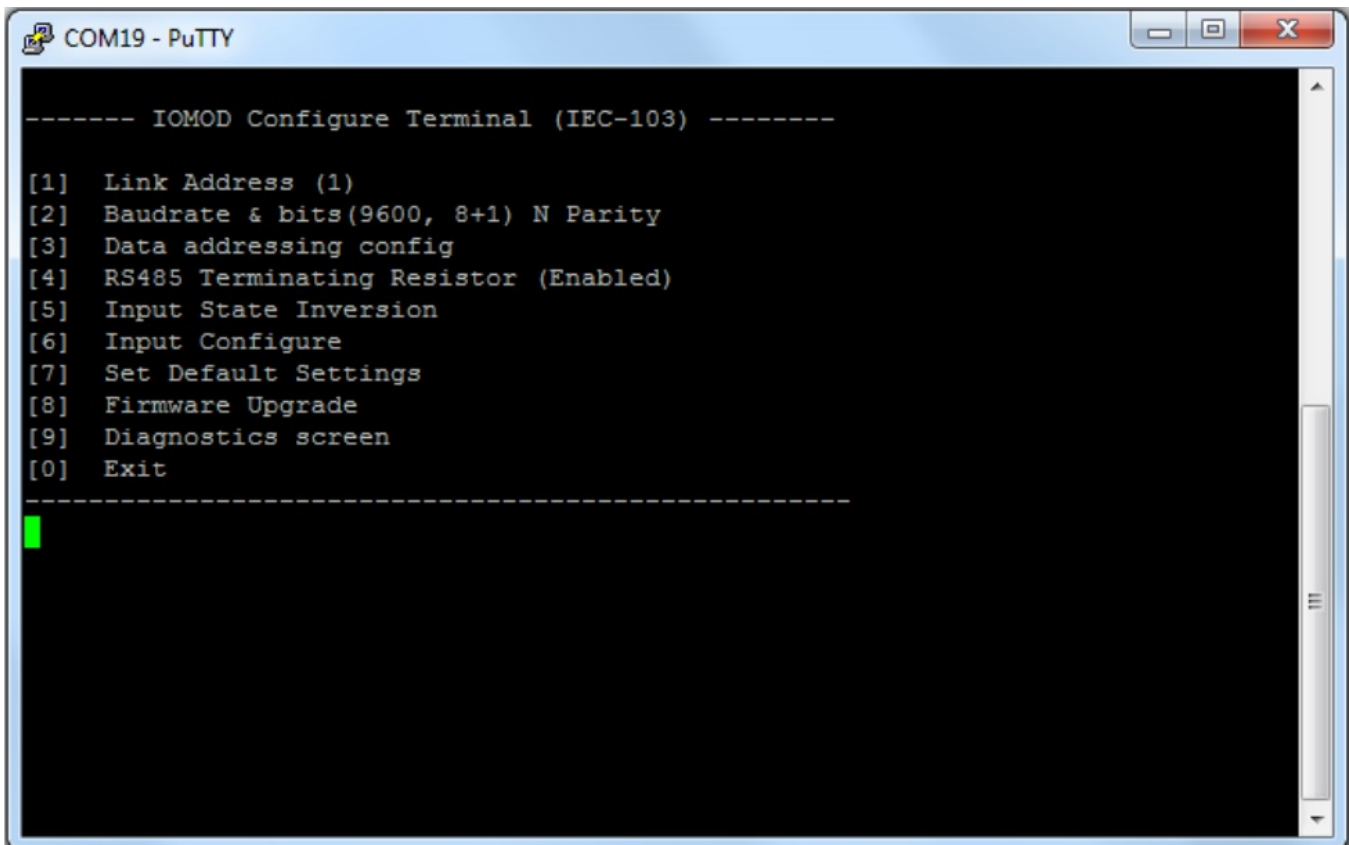 COM19 - PuTTY
------- IOMOD Configure Terminal (IEC-103) --------
[1]  Link Address (1)
[2]  Baudrate & bits(9600, 8+1) N Parity
[3]  Data addressing config
[4]  RS485 Terminating Resistor (Enabled)
[5]  Input State Inversion
[6]  Input Configure
[7]  Set Default Settings
[8]  Firmware Upgrade
[9]  Diagnostics screen
[0]  Exit
----------------------------------------------------